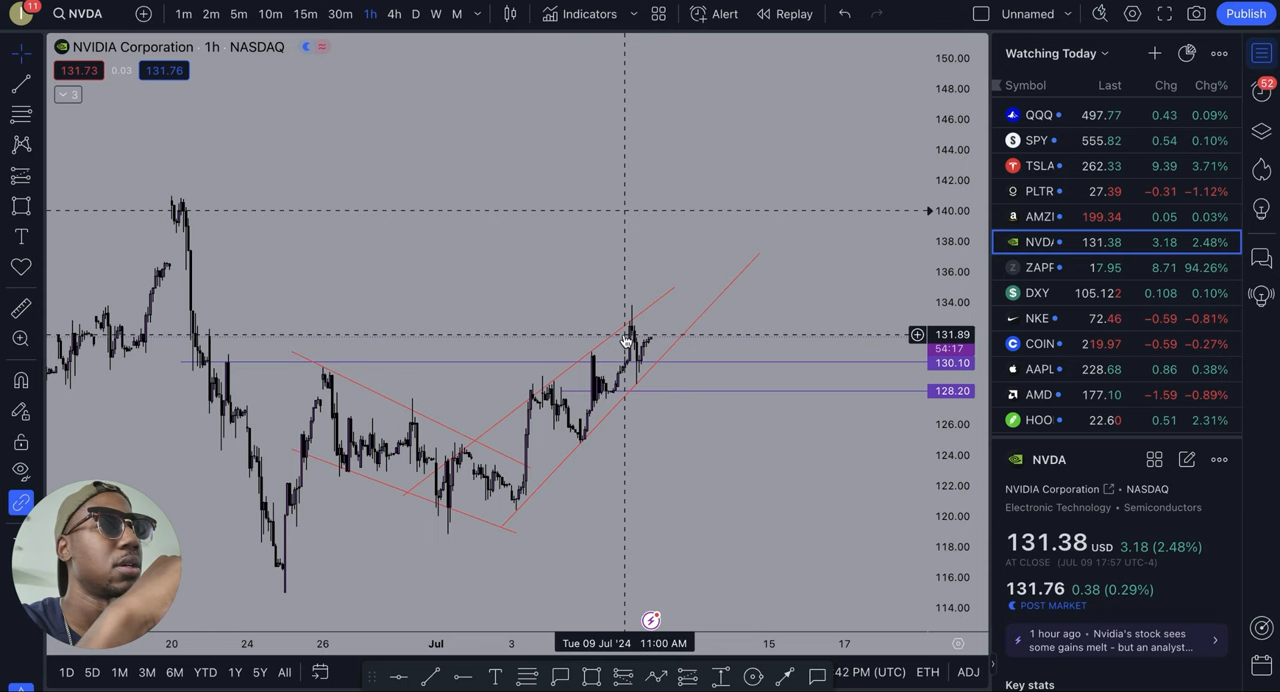 11
NVDA
1m 2m 5m 10m 15m 30m 1h 4h D W M
Indicators
Alert
Replay
Unnamed
Publish
NVIDIA Corporation · 1h · NASDAQ
131.73 0.03 131.76
3
150.00
148.00
146.00
144.00
142.00
140.00
138.00
136.00
134.00
131.89
54:17
130.10
128.20
126.00
124.00
122.00
120.00
118.00
116.00
114.00
20 24 26 Jul 3 Tue 09 Jul '24 11:00 AM 15 17
1D 5D 1M 3M 6M YTD 1Y 5Y All
42 PM (UTC) ETH ADJ
Watching Today
Symbol Last Chg Chg%
QQQ 497.77 0.43 0.09%
SPY 555.82 0.54 0.10%
TSLA 262.33 9.39 3.71%
PLTR 27.39 −0.31 −1.12%
AMZI 199.34 0.05 0.03%
NVDA 131.38 3.18 2.48%
ZAPP 17.95 8.71 94.26%
DXY 105.122 0.108 0.10%
NKE 72.46 −0.59 −0.81%
COIN 219.97 −0.59 −0.27%
AAPL 228.68 0.86 0.38%
AMD 177.10 −1.59 −0.89%
HOO 22.60 0.51 2.31%
NVDA
NVIDIA Corporation • NASDAQ
Electronic Technology • Semiconductors
131.38 USD 3.18 (2.48%)
AT CLOSE (JUL 09 17:57 UTC-4)
131.76 0.38 (0.29%)
POST MARKET
1 hour ago • Nvidia's stock sees
some gains melt - but an analyst...
Key stats
52